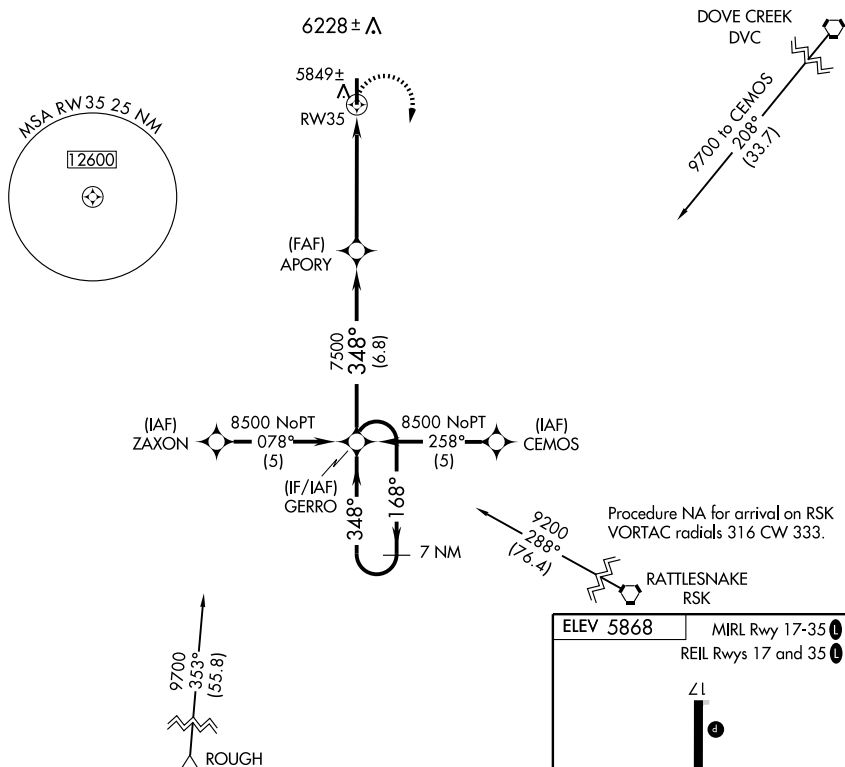 6228±
DOVE CREEK
DVC
5849±
RW35
MSA RW35 25 NM
12600
9700 to CEMOS
208°
(33.7)
(FAF)
APORY
7500
348°
(6.8)
(IAF)
ZAXON
8500 NoPT
078°
(5)
8500 NoPT
258°
(5)
(IAF)
CEMOS
(IF/IAF)
GERRO
348°
168°
7 NM
9200
288°
(76.4)
Procedure NA for arrival on RSK
VORTAC radials 316 CW 333.
RATTLESNAKE
RSK
9700
353°
(55.8)
ROUGH
ELEV 5868
MIRL Rwy 17-35 L
REIL Rwys 17 and 35 L
17
P